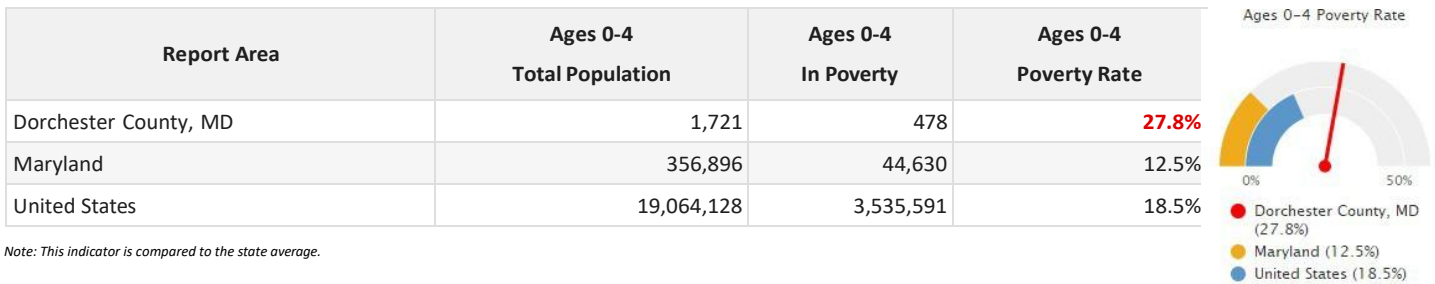 Report Area Ages 0-4 Total Population Ages 0-4 In Poverty Ages 0-4 Poverty Rate
Dorchester County, MD 1,721 478 27.8%
Maryland 356,896 44,630 12.5%
United States 19,064,128 3,535,591 18.5%
Note: This indicator is compared to the state average.
Ages 0-4 Poverty Rate
0% 50%
Dorchester County, MD
(27.8%)
Maryland (12.5%)
United States (18.5%)